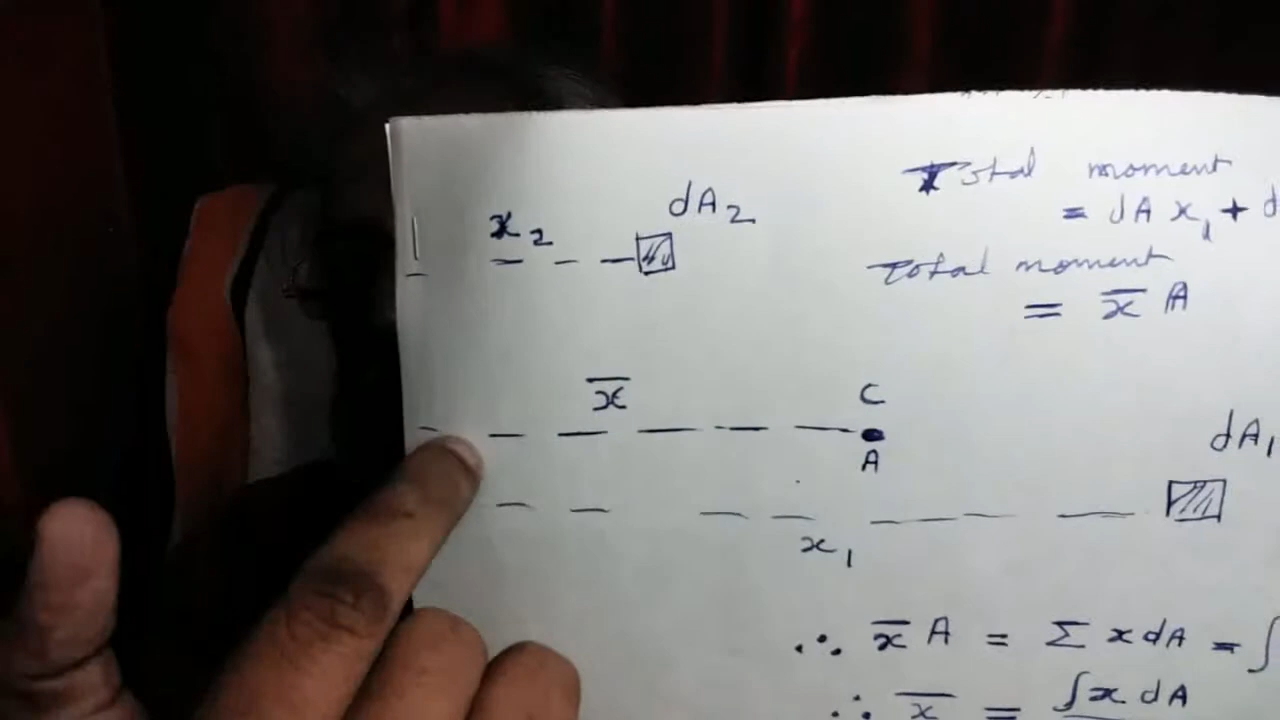 Total moment
= dA x₁ + d
Total moment
= x̄ A
x₂
dA₂
x̄
C
A
dA₁
x₁
∴ x̄ A = Σ x dA = ∫
∴ x̄ = ∫x dA